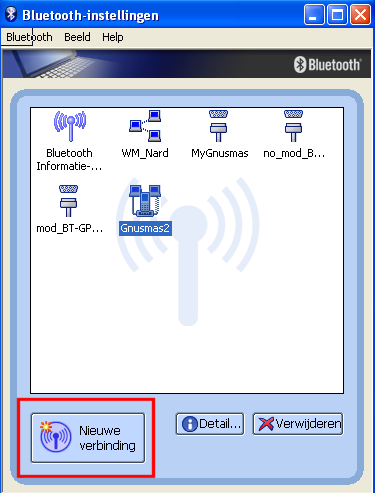 Bluetooth-instellingen
Bluetooth Beeld Help
Bluetooth®
Bluetooth Informatie-...
WM_Nard
MyGnusmas
no_mod_B...
mod_BT-GP...
Gnusmas2
Nieuwe
verbinding
Detail...
Verwijderen